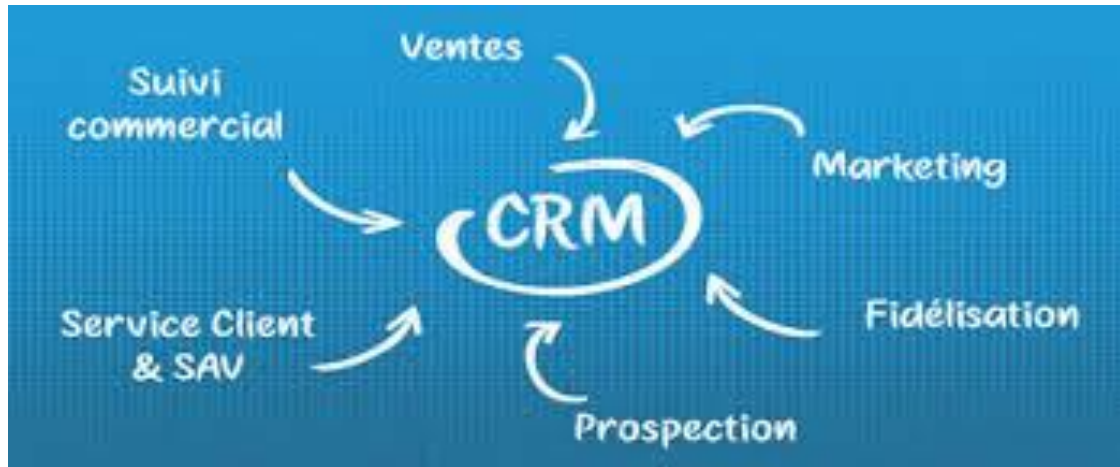 Ventes
Suivi
commercial
Marketing
CRM
Service Client
& SAV
Fidélisation
Prospection